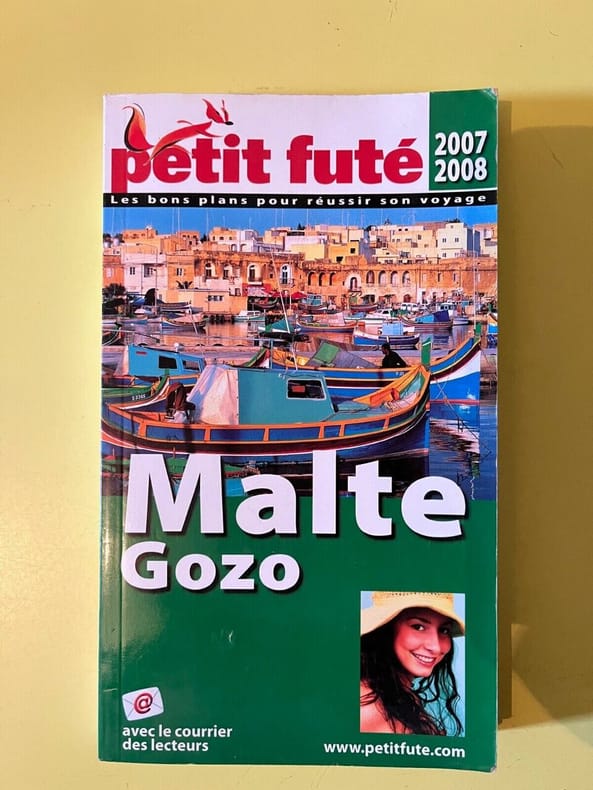 petit futé
2007
2008
Les bons plans pour réussir son voyage
Malte
Gozo
@
avec le courrier
des lecteurs
www.petitfute.com